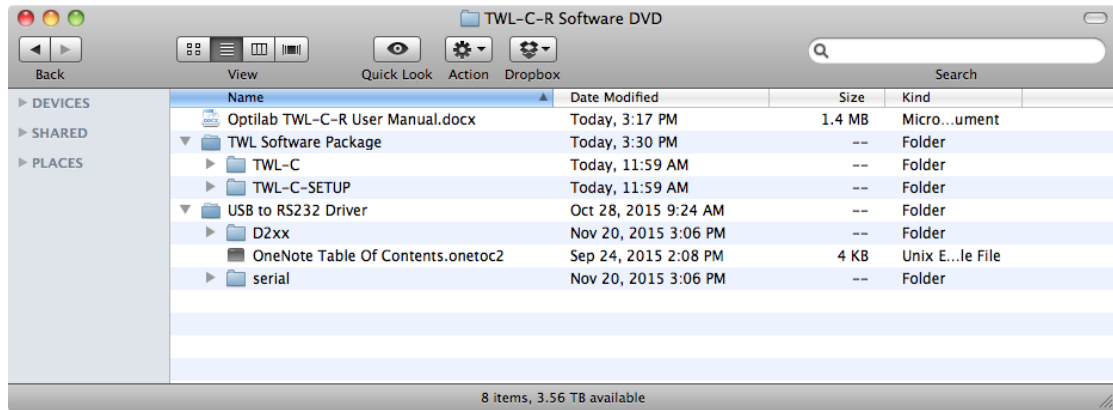 TWL-C-R Software DVD
Back View Quick Look Action Dropbox Search
DEVICES
SHARED
PLACES
Name Date Modified Size Kind
Optilab TWL-C-R User Manual.docx Today, 3:17 PM 1.4 MB Micro...ument
TWL Software Package Today, 3:30 PM -- Folder
TWL-C Today, 11:59 AM -- Folder
TWL-C-SETUP Today, 11:59 AM -- Folder
USB to RS232 Driver Oct 28, 2015 9:24 AM -- Folder
D2xx Nov 20, 2015 3:06 PM -- Folder
OneNote Table Of Contents.onetoc2 Sep 24, 2015 2:08 PM 4 KB Unix E...le File
serial Nov 20, 2015 3:06 PM -- Folder
8 items, 3.56 TB available